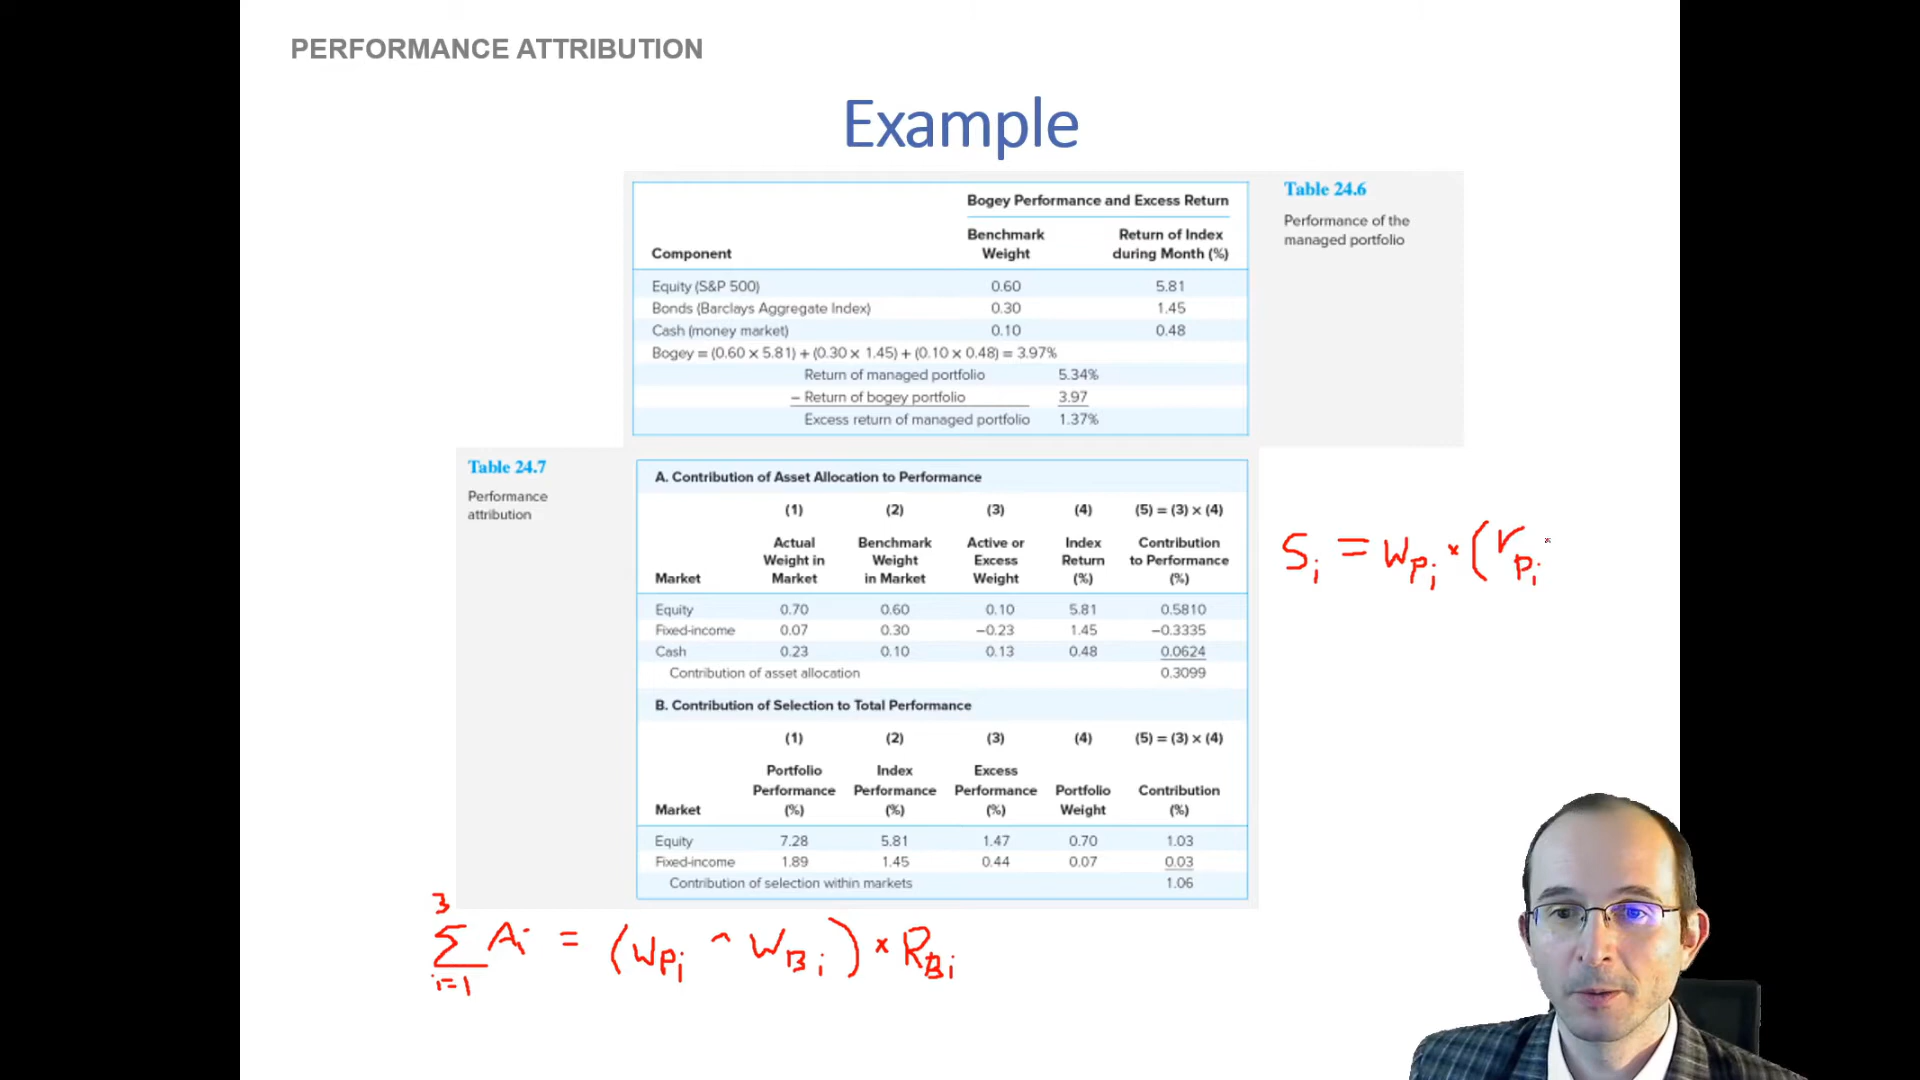 PERFORMANCE ATTRIBUTION
Example
Table 24.6
Performance of the
managed portfolio
Bogey Performance and Excess Return
Component Benchmark Weight Return of Index during Month (%)
Equity (S&P 500) 0.60 5.81
Bonds (Barclays Aggregate Index) 0.30 1.45
Cash (money market) 0.10 0.48
Bogey = (0.60 × 5.81) + (0.30 × 1.45) + (0.10 × 0.48) = 3.97%
Return of managed portfolio 5.34%
– Return of bogey portfolio 3.97
Excess return of managed portfolio 1.37%
Table 24.7
Performance
attribution
A. Contribution of Asset Allocation to Performance
(1) (2) (3) (4) (5) = (3) × (4)
Market Actual Weight in Market Benchmark Weight in Market Active or Excess Weight Index Return (%) Contribution to Performance (%)
Equity 0.70 0.60 0.10 5.81 0.5810
Fixed-income 0.07 0.30 −0.23 1.45 −0.3335
Cash 0.23 0.10 0.13 0.48 0.0624
Contribution of asset allocation 0.3099
B. Contribution of Selection to Total Performance
(1) (2) (3) (4) (5) = (3) × (4)
Market Portfolio Performance (%) Index Performance (%) Excess Performance (%) Portfolio Weight Contribution (%)
Equity 7.28 5.81 1.47 0.70 1.03
Fixed-income 1.89 1.45 0.44 0.07 0.03
Contribution of selection within markets 1.06
S_i = W_Pi × (r_Pi
3
Σ A_i = (W_Pi - W_Bi) × R_Bi
i=1